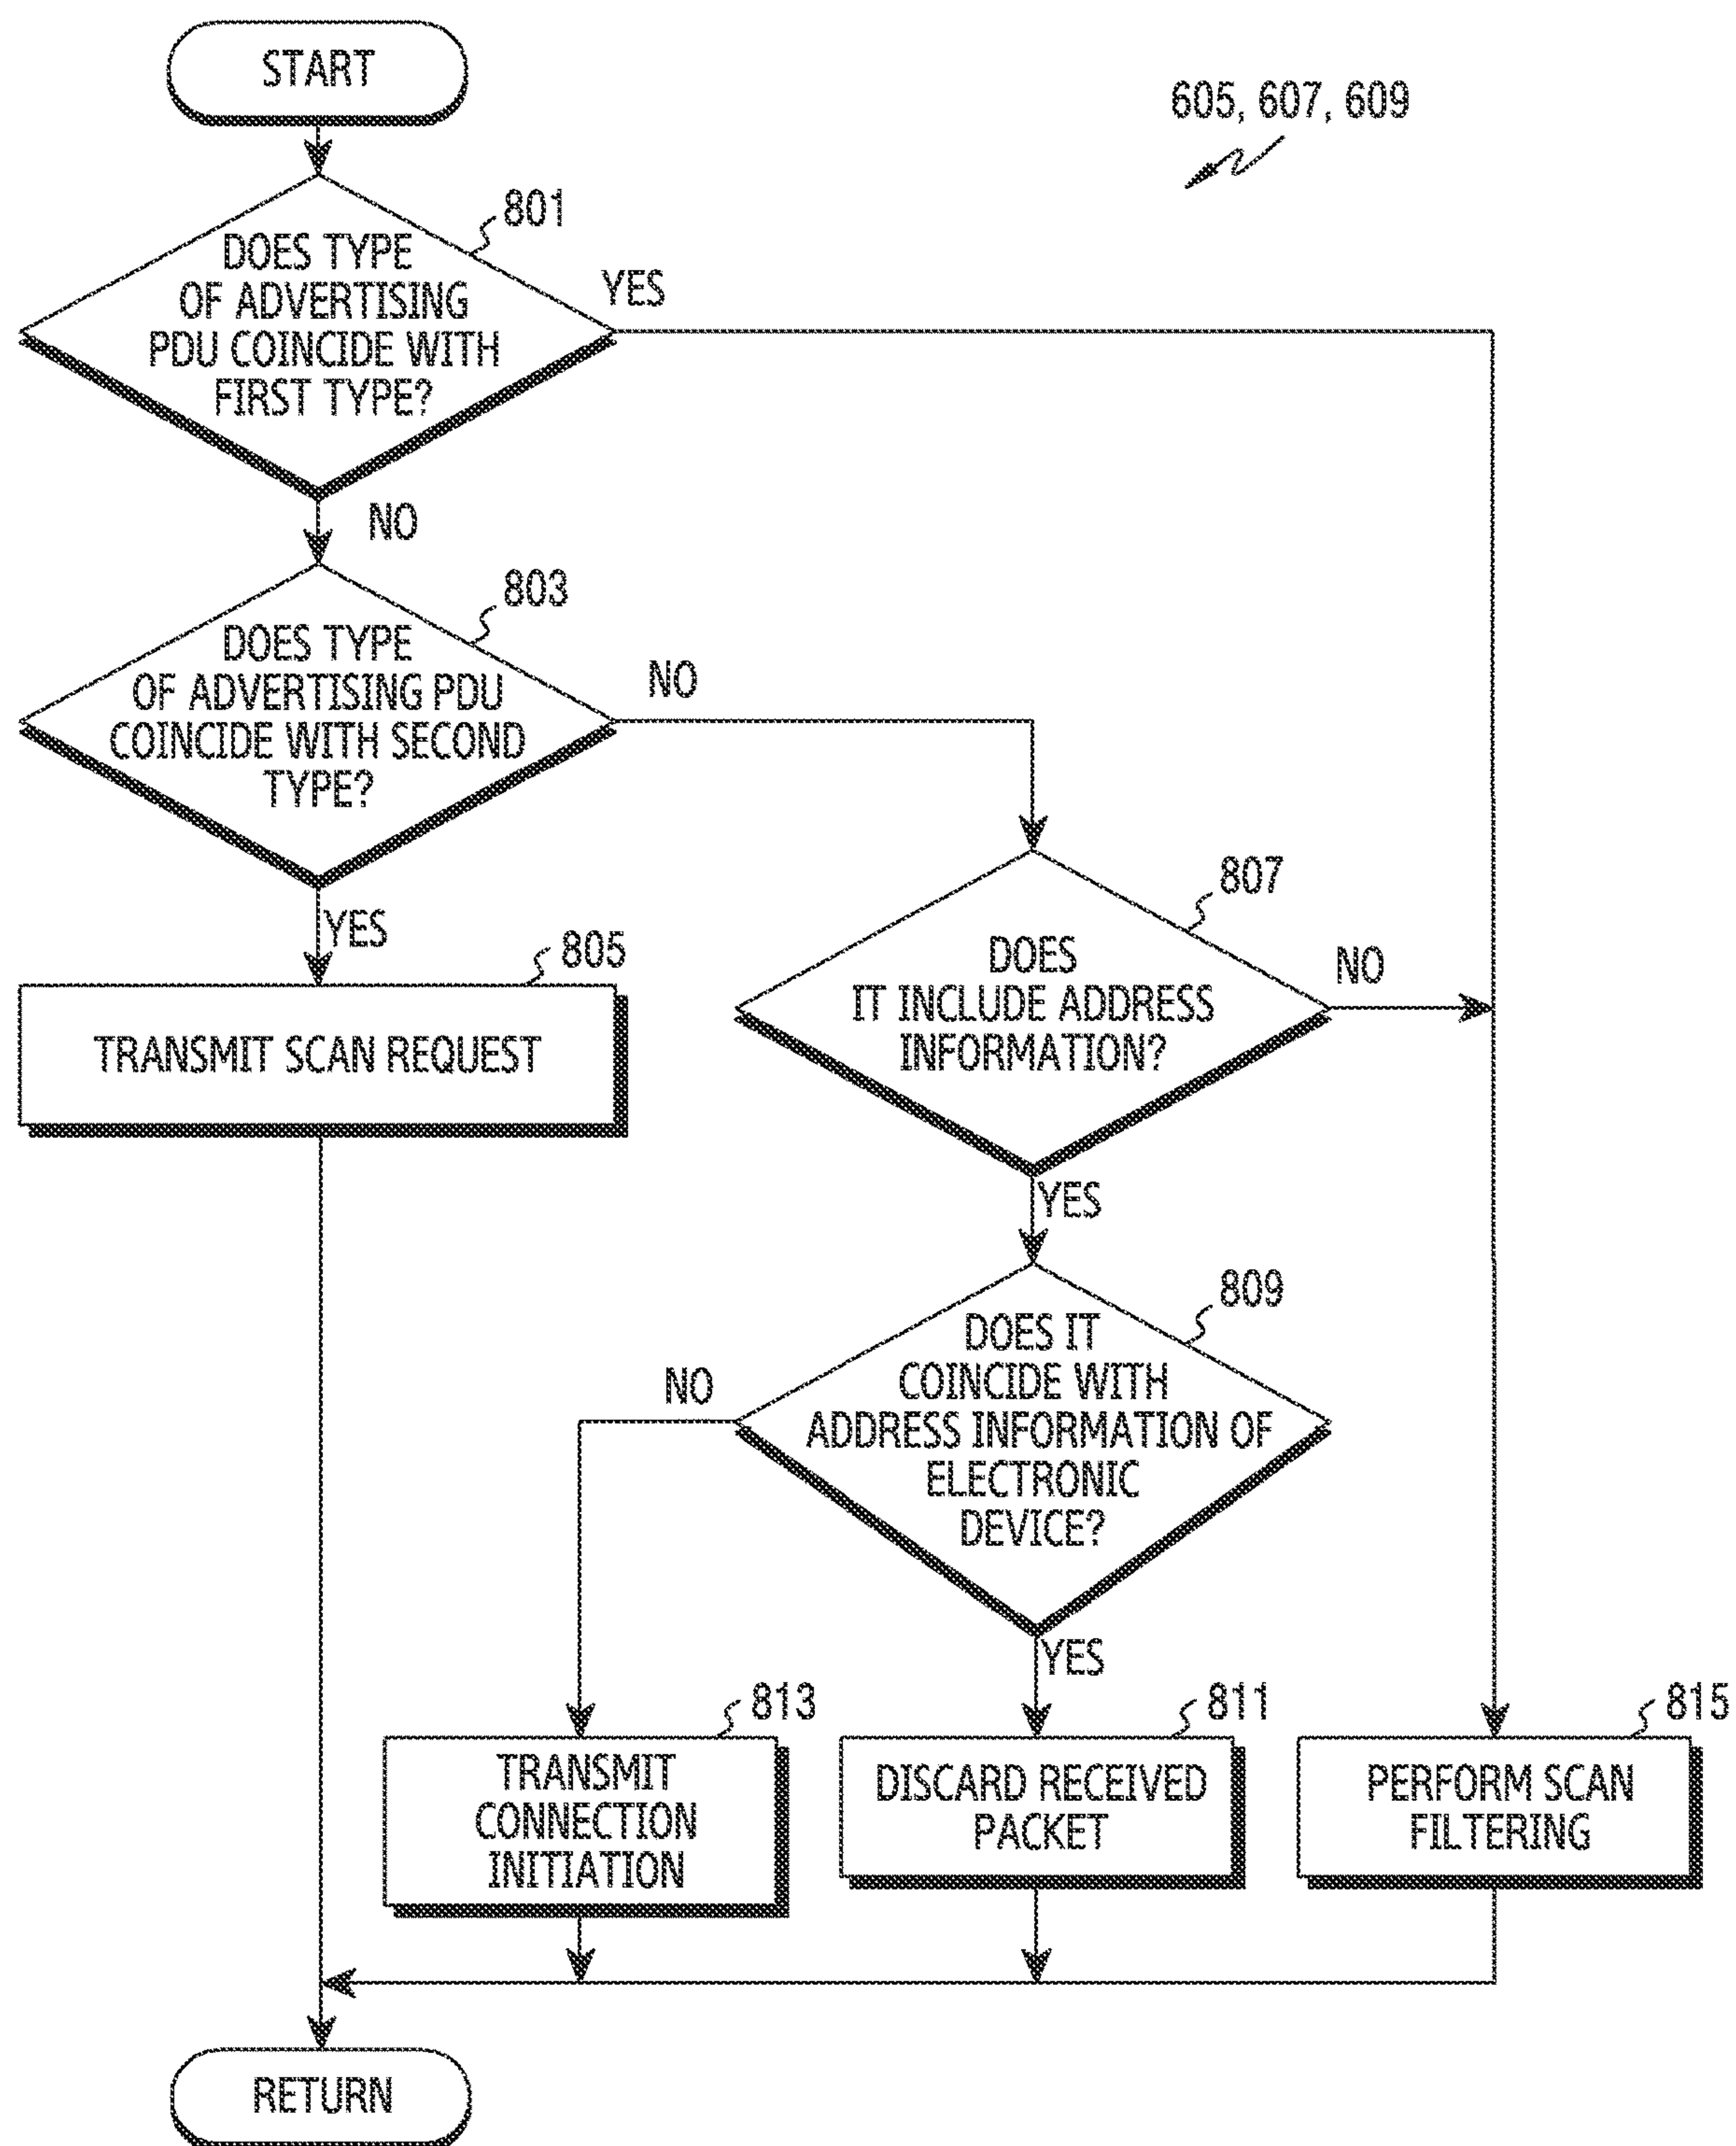 START
605, 607, 609
801
DOES TYPE
OF ADVERTISING
PDU COINCIDE WITH
FIRST TYPE?
YES
NO
803
DOES TYPE
OF ADVERTISING PDU
COINCIDE WITH SECOND
TYPE?
NO
YES
805
TRANSMIT SCAN REQUEST
807
DOES
IT INCLUDE ADDRESS
INFORMATION?
NO
YES
809
DOES IT
COINCIDE WITH
ADDRESS INFORMATION OF
ELECTRONIC
DEVICE?
NO
YES
813
TRANSMIT
CONNECTION
INITIATION
811
DISCARD RECEIVED
PACKET
815
PERFORM SCAN
FILTERING
RETURN